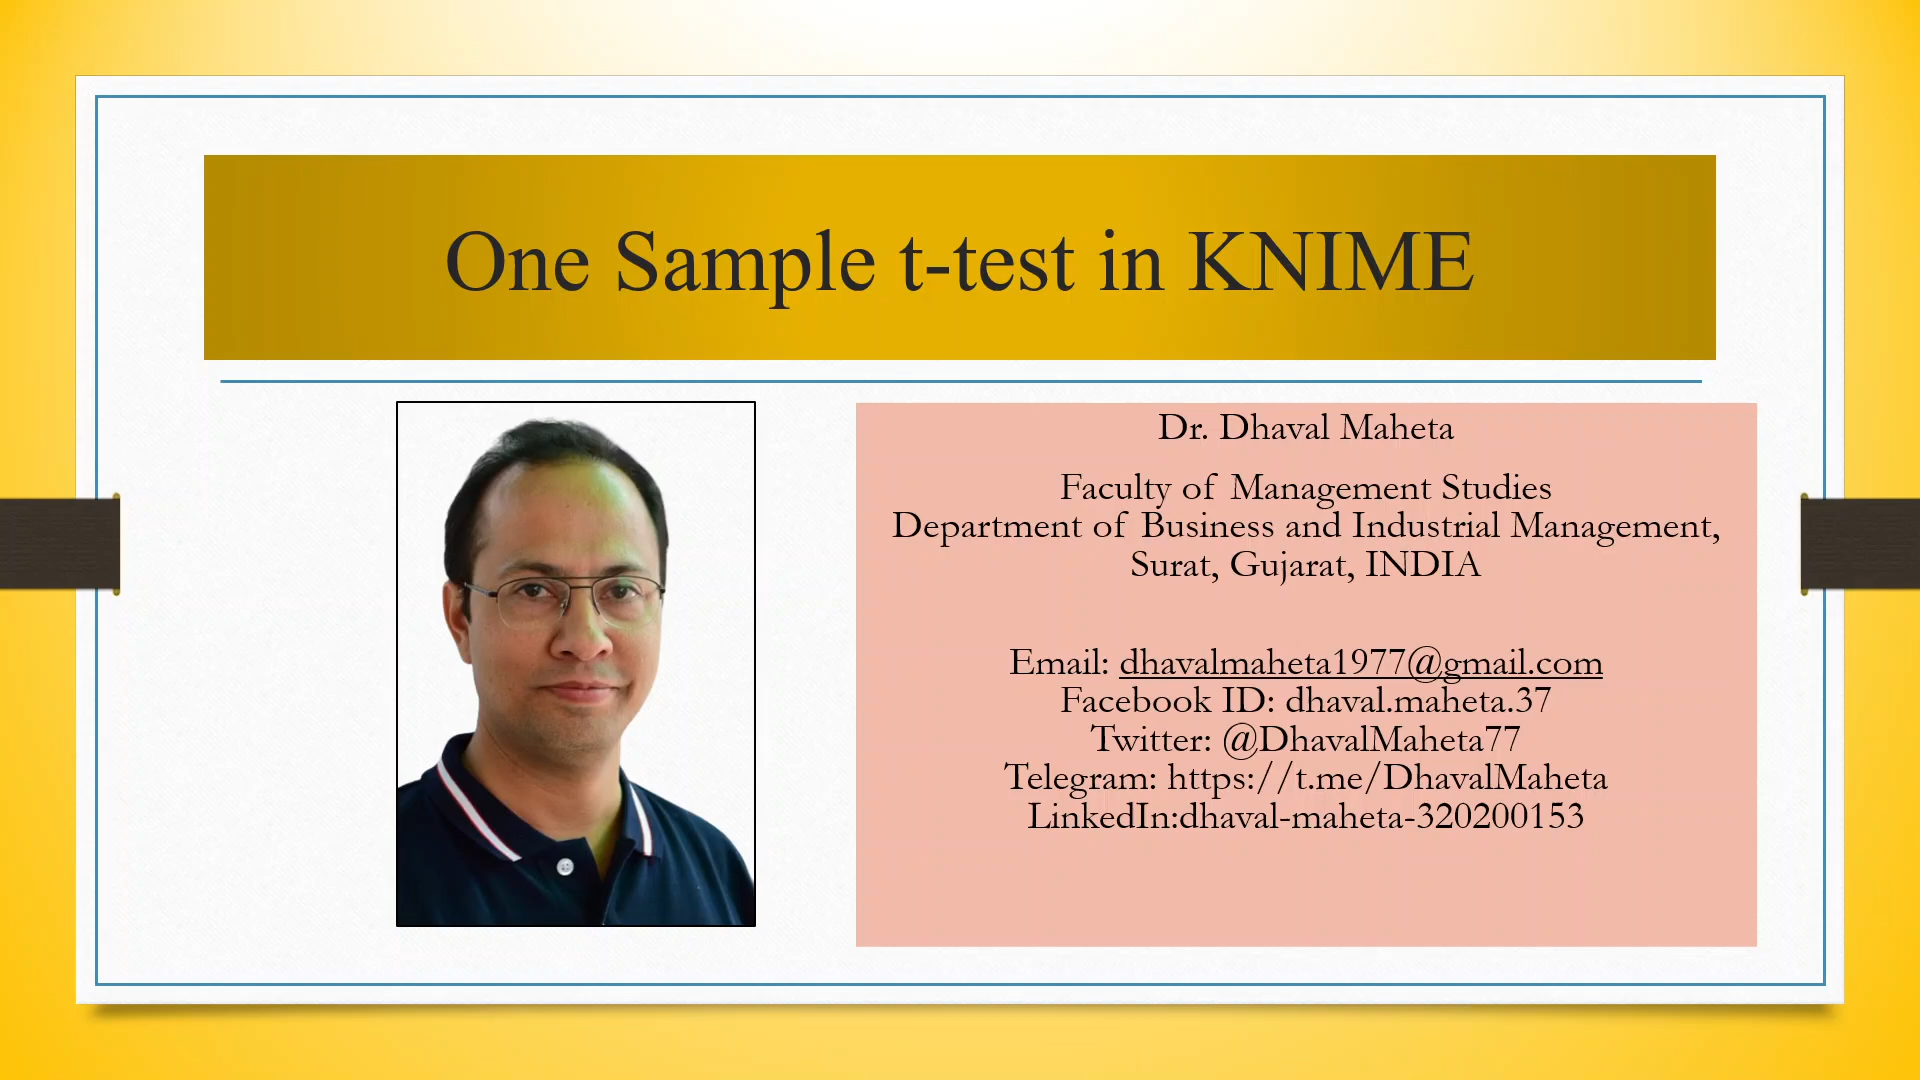 One Sample t-test in KNIME
Dr. Dhaval Maheta
Faculty of Management Studies
Department of Business and Industrial Management,
Surat, Gujarat, INDIA
Email: dhavalmaheta1977@gmail.com
Facebook ID: dhaval.maheta.37
Twitter: @DhavalMaheta77
Telegram: https://t.me/DhavalMaheta
LinkedIn:dhaval-maheta-320200153